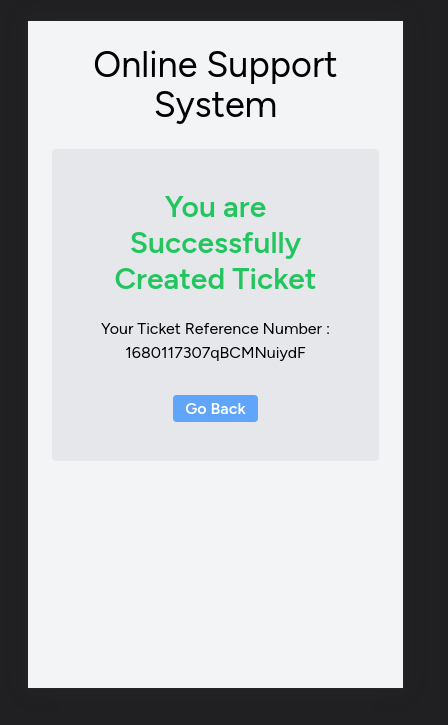 Online Support
System
You are
Successfully
Created Ticket
Your Ticket Reference Number :
1680117307qBCMNuiydF
Go Back